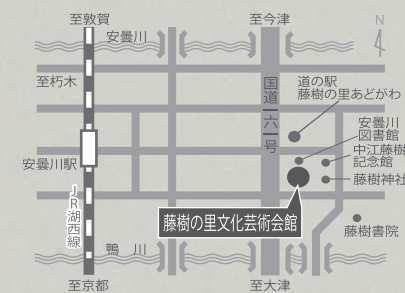 至敦賀
至今津
N
安曇川
至朽木
国道一六一号
道の駅
藤樹の里あどがわ
安曇川
図書館
中江藤樹
記念館
安曇川駅
藤樹神社
JR湖西線
藤樹の里文化芸術会館
藤樹書院
鴨川
至京都
至大津